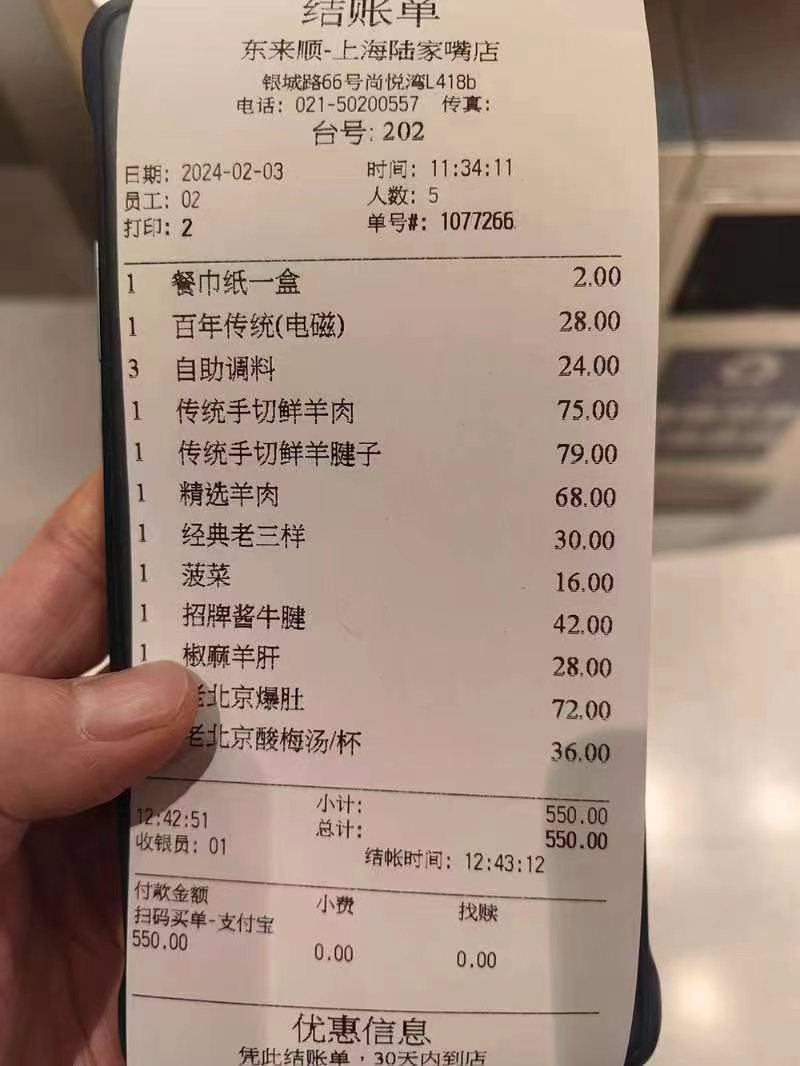 结账单
东来顺-上海陆家嘴店
银城路66号尚悦湾L418b
电话: 021-50200557 传真:
台号: 202
日期: 2024-02-03 时间: 11:34:11
员工: 02 人数: 5
打印: 2 单号#: 1077266
1 餐巾纸一盒 2.00
1 百年传统(电磁) 28.00
3 自助调料 24.00
1 传统手切鲜羊肉 75.00
1 传统手切鲜羊腱子 79.00
1 精选羊肉 68.00
1 经典老三样 30.00
1 菠菜 16.00
1 招牌酱牛腱 42.00
1 椒麻羊肝 28.00
老北京爆肚 72.00
老北京酸梅汤/杯 36.00
小计: 550.00
12:42:51 总计: 550.00
收银员: 01 结帐时间: 12:43:12
付款金额 小费 找赎
扫码买单-支付宝
550.00 0.00 0.00
优惠信息
凭此结账单，30天内到店